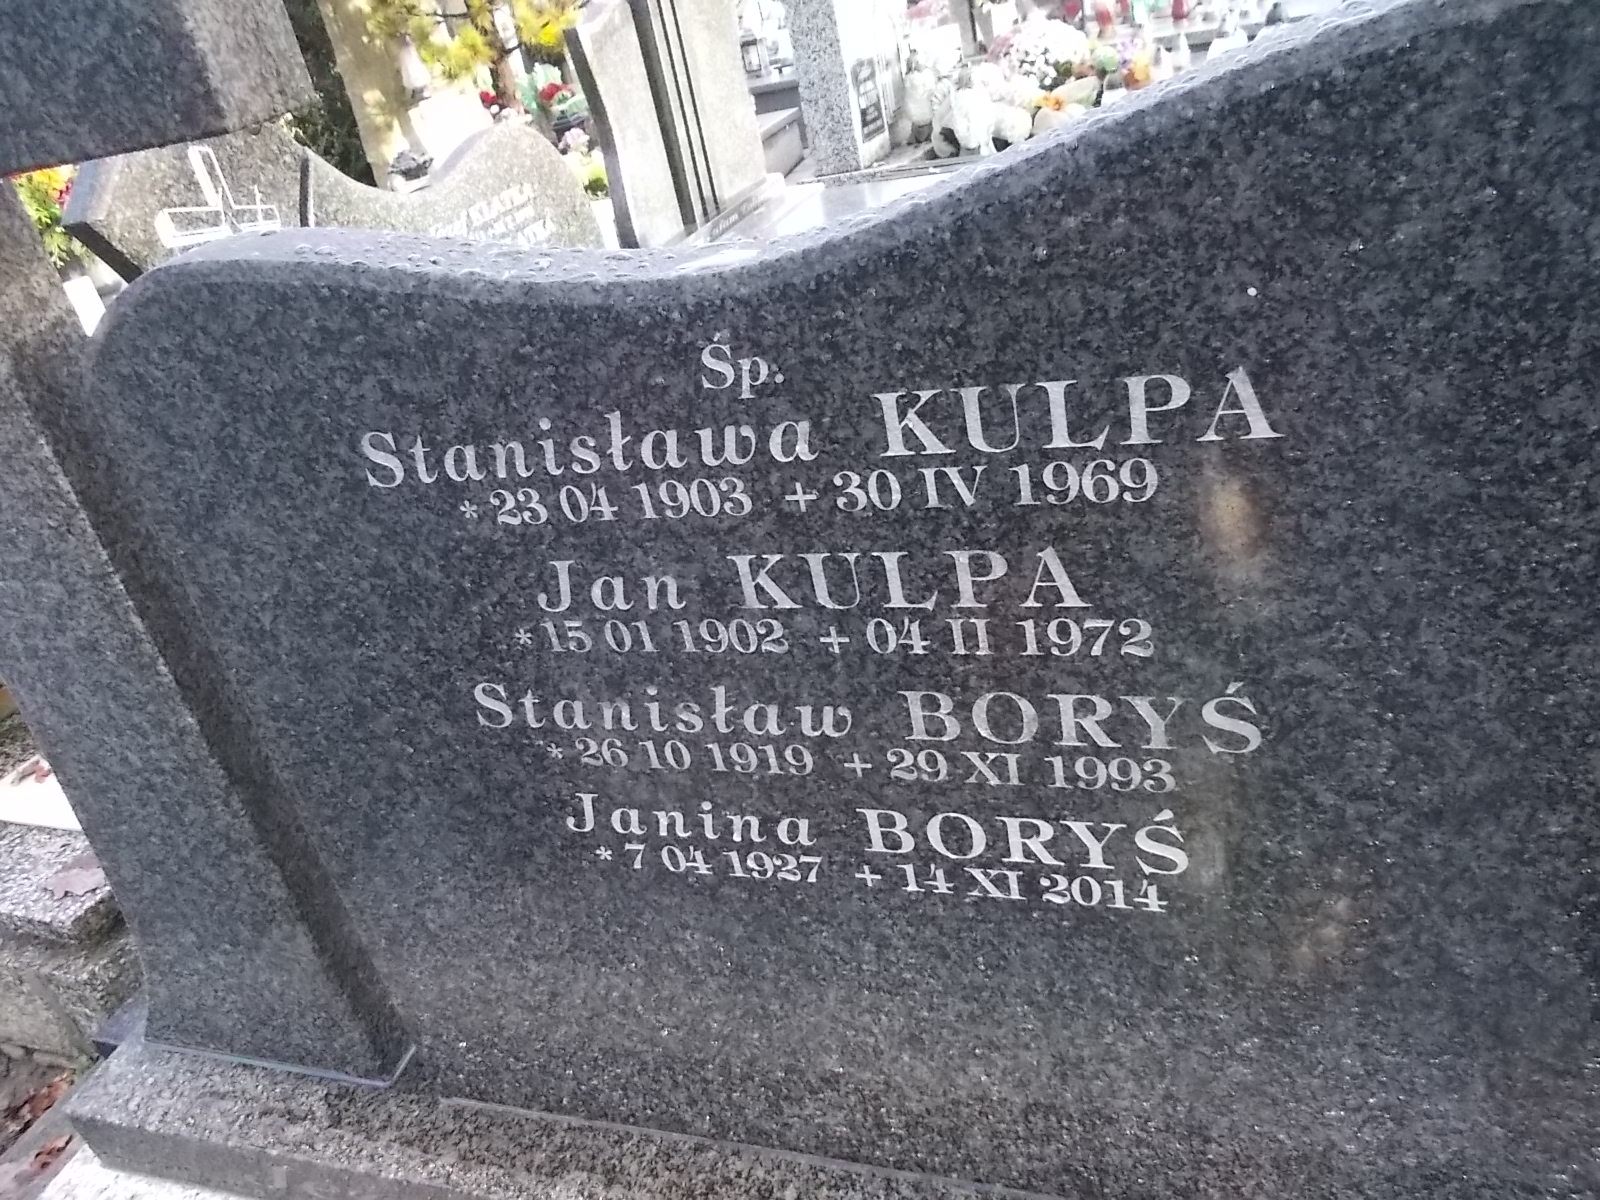 Śp.
Stanisława KULPA
* 23 04 1903 + 30 IV 1969
Jan KULPA
* 15 01 1902 + 04 II 1972
Stanisław BORYŚ
* 26 10 1919 + 29 XI 1993
Janina BORYŚ
* 7 04 1927 + 14 XI 2014